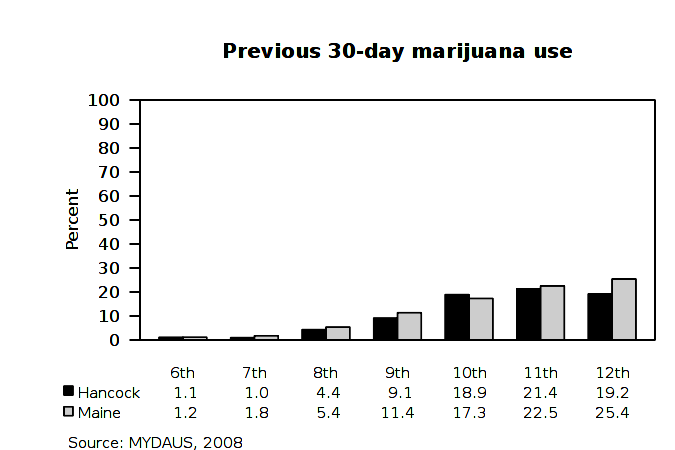 Previous 30-day marijuana use
100
90
80
70
60
50
40
30
20
10
0
Percent
6th 7th 8th 9th 10th 11th 12th
Hancock 1.1 1.0 4.4 9.1 18.9 21.4 19.2
Maine 1.2 1.8 5.4 11.4 17.3 22.5 25.4
Source: MYDAUS, 2008